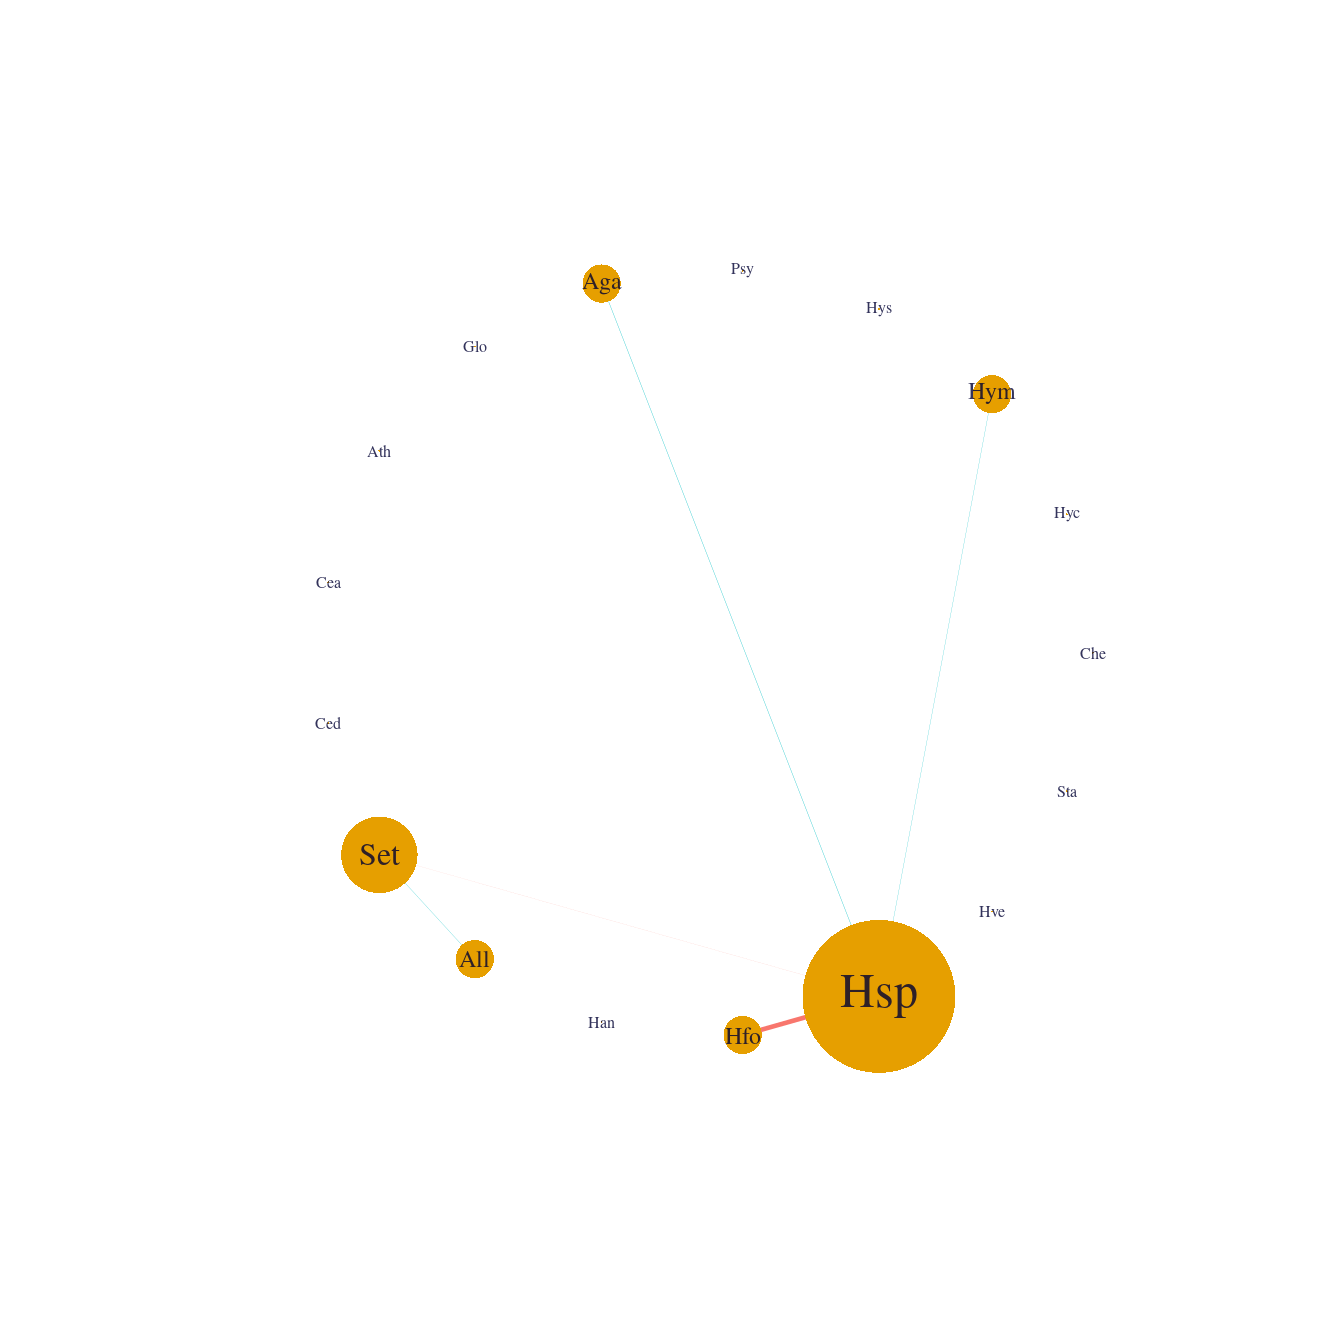 Psy
Aga
Hys
Glo
Hym
Ath
Hyc
Cea
Che
Ced
Sta
Set
Hve
All
Hsp
Han
Hfo